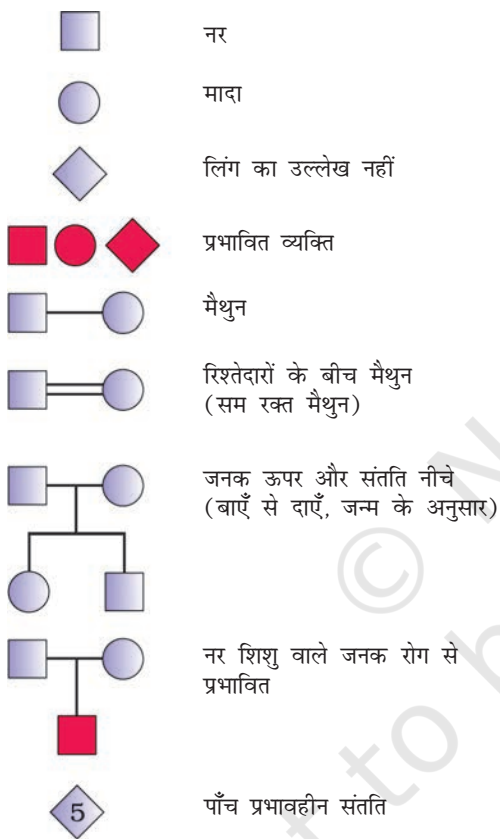 नर
मादा
लिंग का उल्लेख नहीं
प्रभावित व्यक्ति
मैथुन
रिश्तेदारों के बीच मैथुन
(सम रक्त मैथुन)
जनक ऊपर और संतति नीचे
(बाएँ से दाएँ, जन्म के अनुसार)
नर शिशु वाले जनक रोग से
प्रभावित
5 पाँच प्रभावहीन संतति
© N
t to b